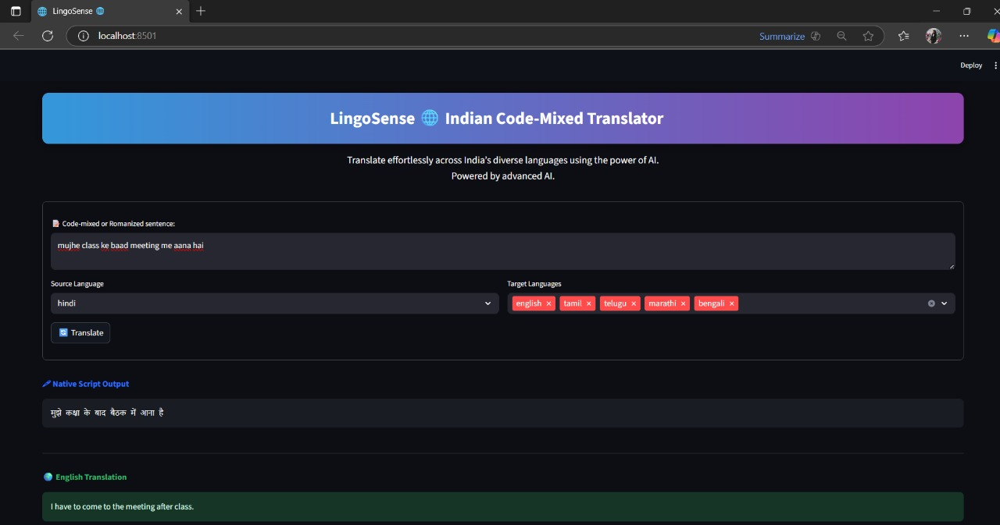 LingoSense 🌐
localhost:8501
Summarize
Deploy
LingoSense 🌐 Indian Code-Mixed Translator
Translate effortlessly across India's diverse languages using the power of AI.
Powered by advanced AI.
📝 Code-mixed or Romanized sentence:
mujhe class ke baad meeting me aana hai
Source Language
Target Languages
hindi
english × tamil × telugu × marathi × bengali ×
Translate
Native Script Output
मुझे कक्षा के बाद बैठक में आना है
English Translation
I have to come to the meeting after class.